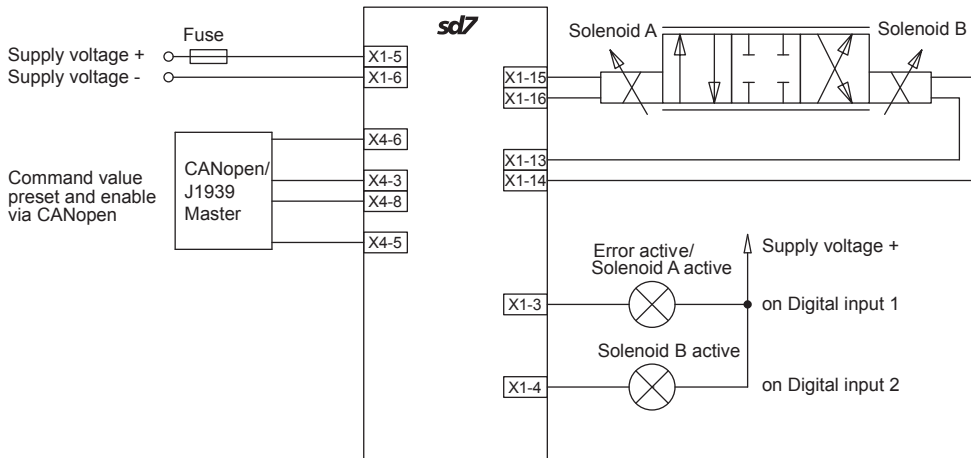 sd7
Solenoid A
Solenoid B
Fuse
Supply voltage +
X1-5
Supply voltage -
X1-6
X1-15
X1-16
X4-6
X1-13
X1-14
CANopen/
J1939
Master
X4-3
X4-8
X4-5
Command value
preset and enable
via CANopen
Error active/
Solenoid A active
Supply voltage +
X1-3
on Digital input 1
Solenoid B active
X1-4
on Digital input 2